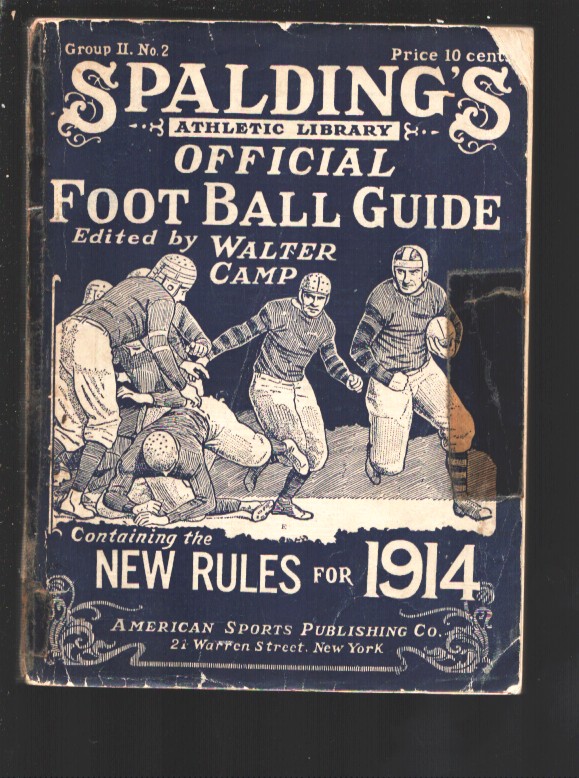 Group II. No. 2
Price 10 cents
SPALDING'S
ATHLETIC LIBRARY
OFFICIAL
FOOT BALL GUIDE
Edited by WALTER
CAMP
Containing the
NEW RULES FOR 1914
AMERICAN SPORTS PUBLISHING CO.
21 Warren Street, New York